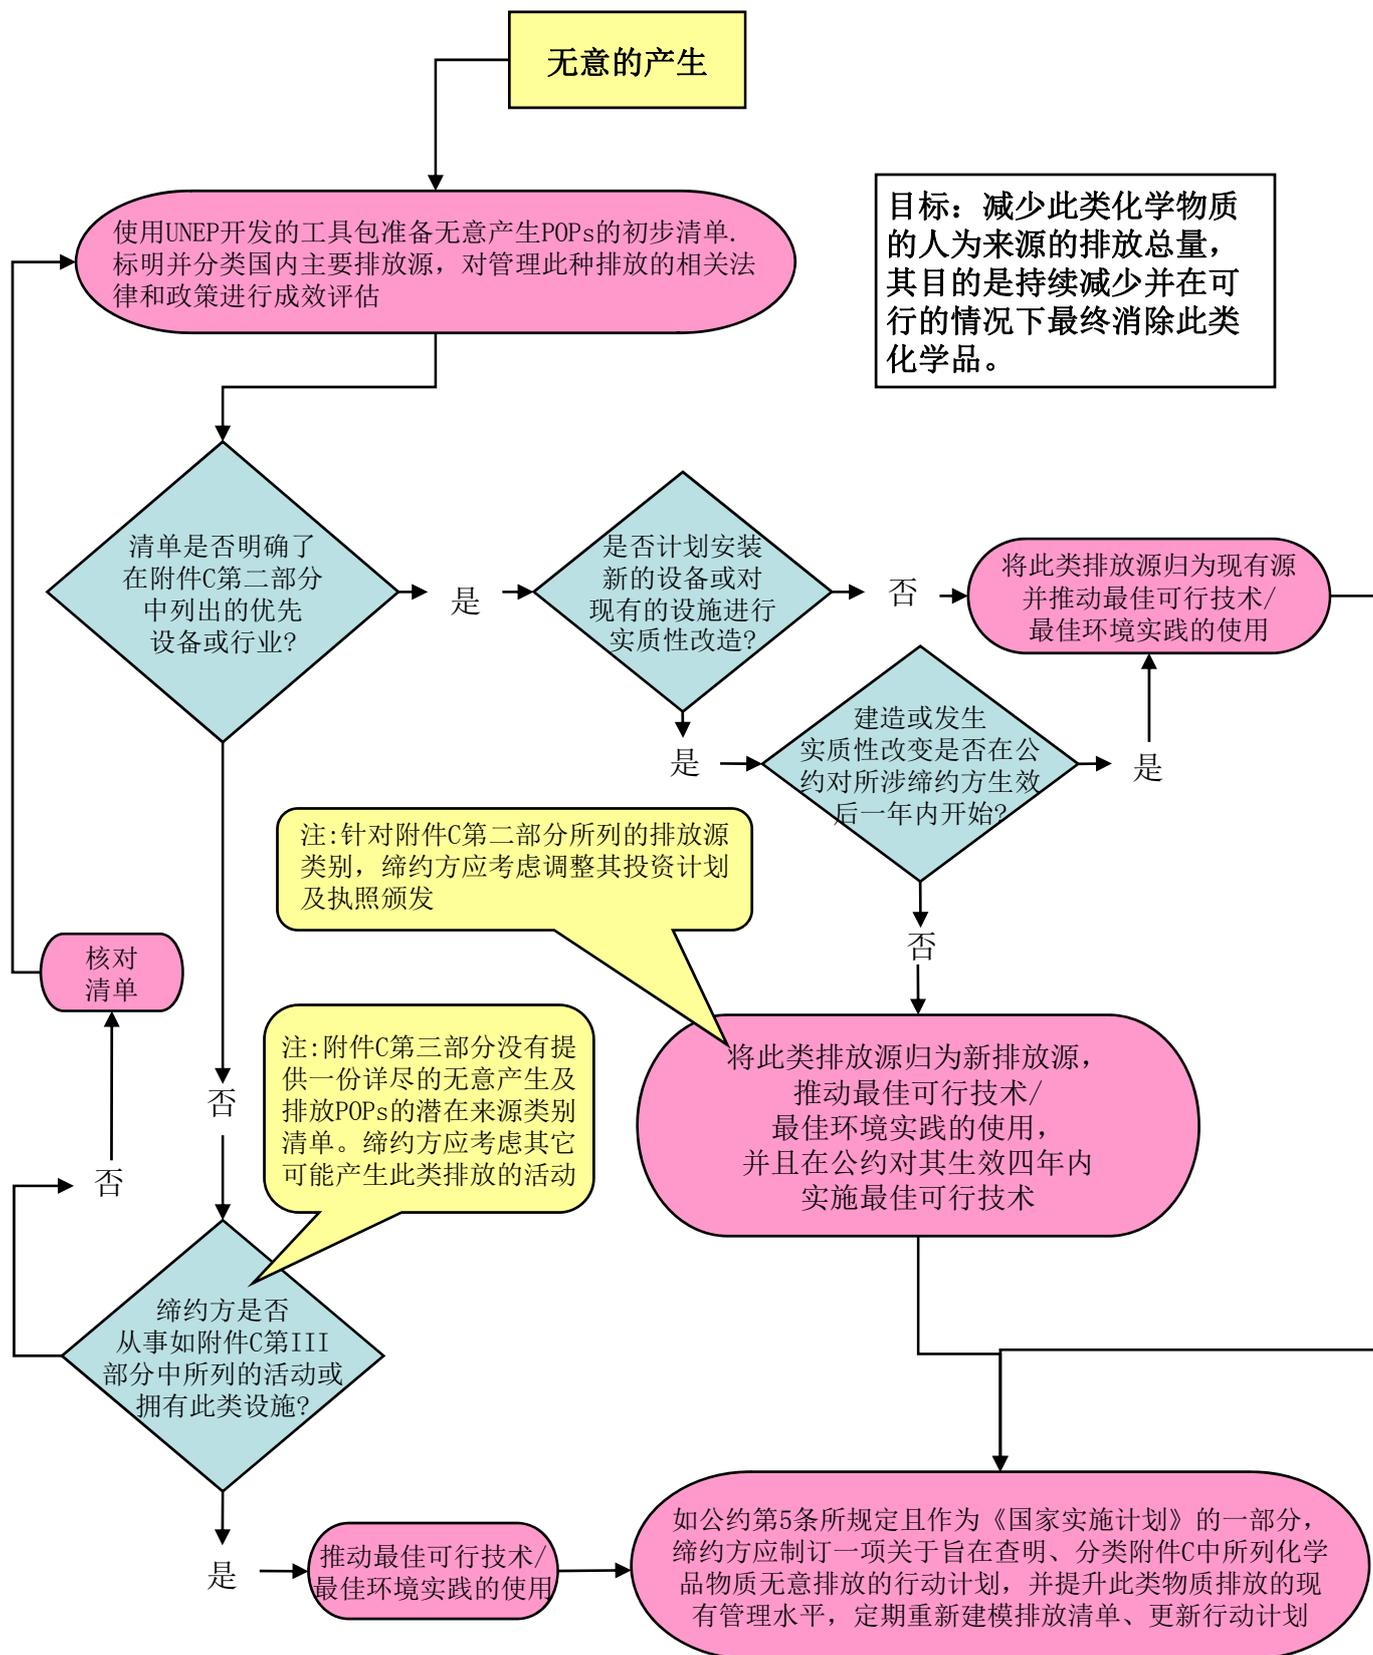 无意的产生
使用UNEP开发的工具包准备无意产生POPs的初步清单.
标明并分类国内主要排放源，对管理此种排放的相关法
律和政策进行成效评估
目标：减少此类化学物质
的人为来源的排放总量，
其目的是持续减少并在可
行的情况下最终消除此类
化学品。
清单是否明确了
在附件C第二部分
中列出的优先
设备或行业?
是
是否计划安装
新的设备或对
现有的设施进行
实质性改造?
否
将此类排放源归为现有源
并推动最佳可行技术/
最佳环境实践的使用
是
建造或发生
实质性改变是否在公
约对所涉缔约方生效
后一年内开始?
是
注:针对附件C第二部分所列的排放源
类别，缔约方应考虑调整其投资计划
及执照颁发
否
核对
清单
将此类排放源归为新排放源，
推动最佳可行技术/
最佳环境实践的使用，
并且在公约对其生效四年内
实施最佳可行技术
否
注:附件C第三部分没有提
供一份详尽的无意产生及
排放POPs的潜在来源类别
清单。缔约方应考虑其它
可能产生此类排放的活动
否
缔约方是否
从事如附件C第III
部分中所列的活动或
拥有此类设施?
是
推动最佳可行技术/
最佳环境实践的使用
如公约第5条所规定且作为《国家实施计划》的一部分，
缔约方应制订一项关于旨在查明、分类附件C中所列化学
品物质无意排放的行动计划，并提升此类物质排放的现
有管理水平，定期重新建模排放清单、更新行动计划